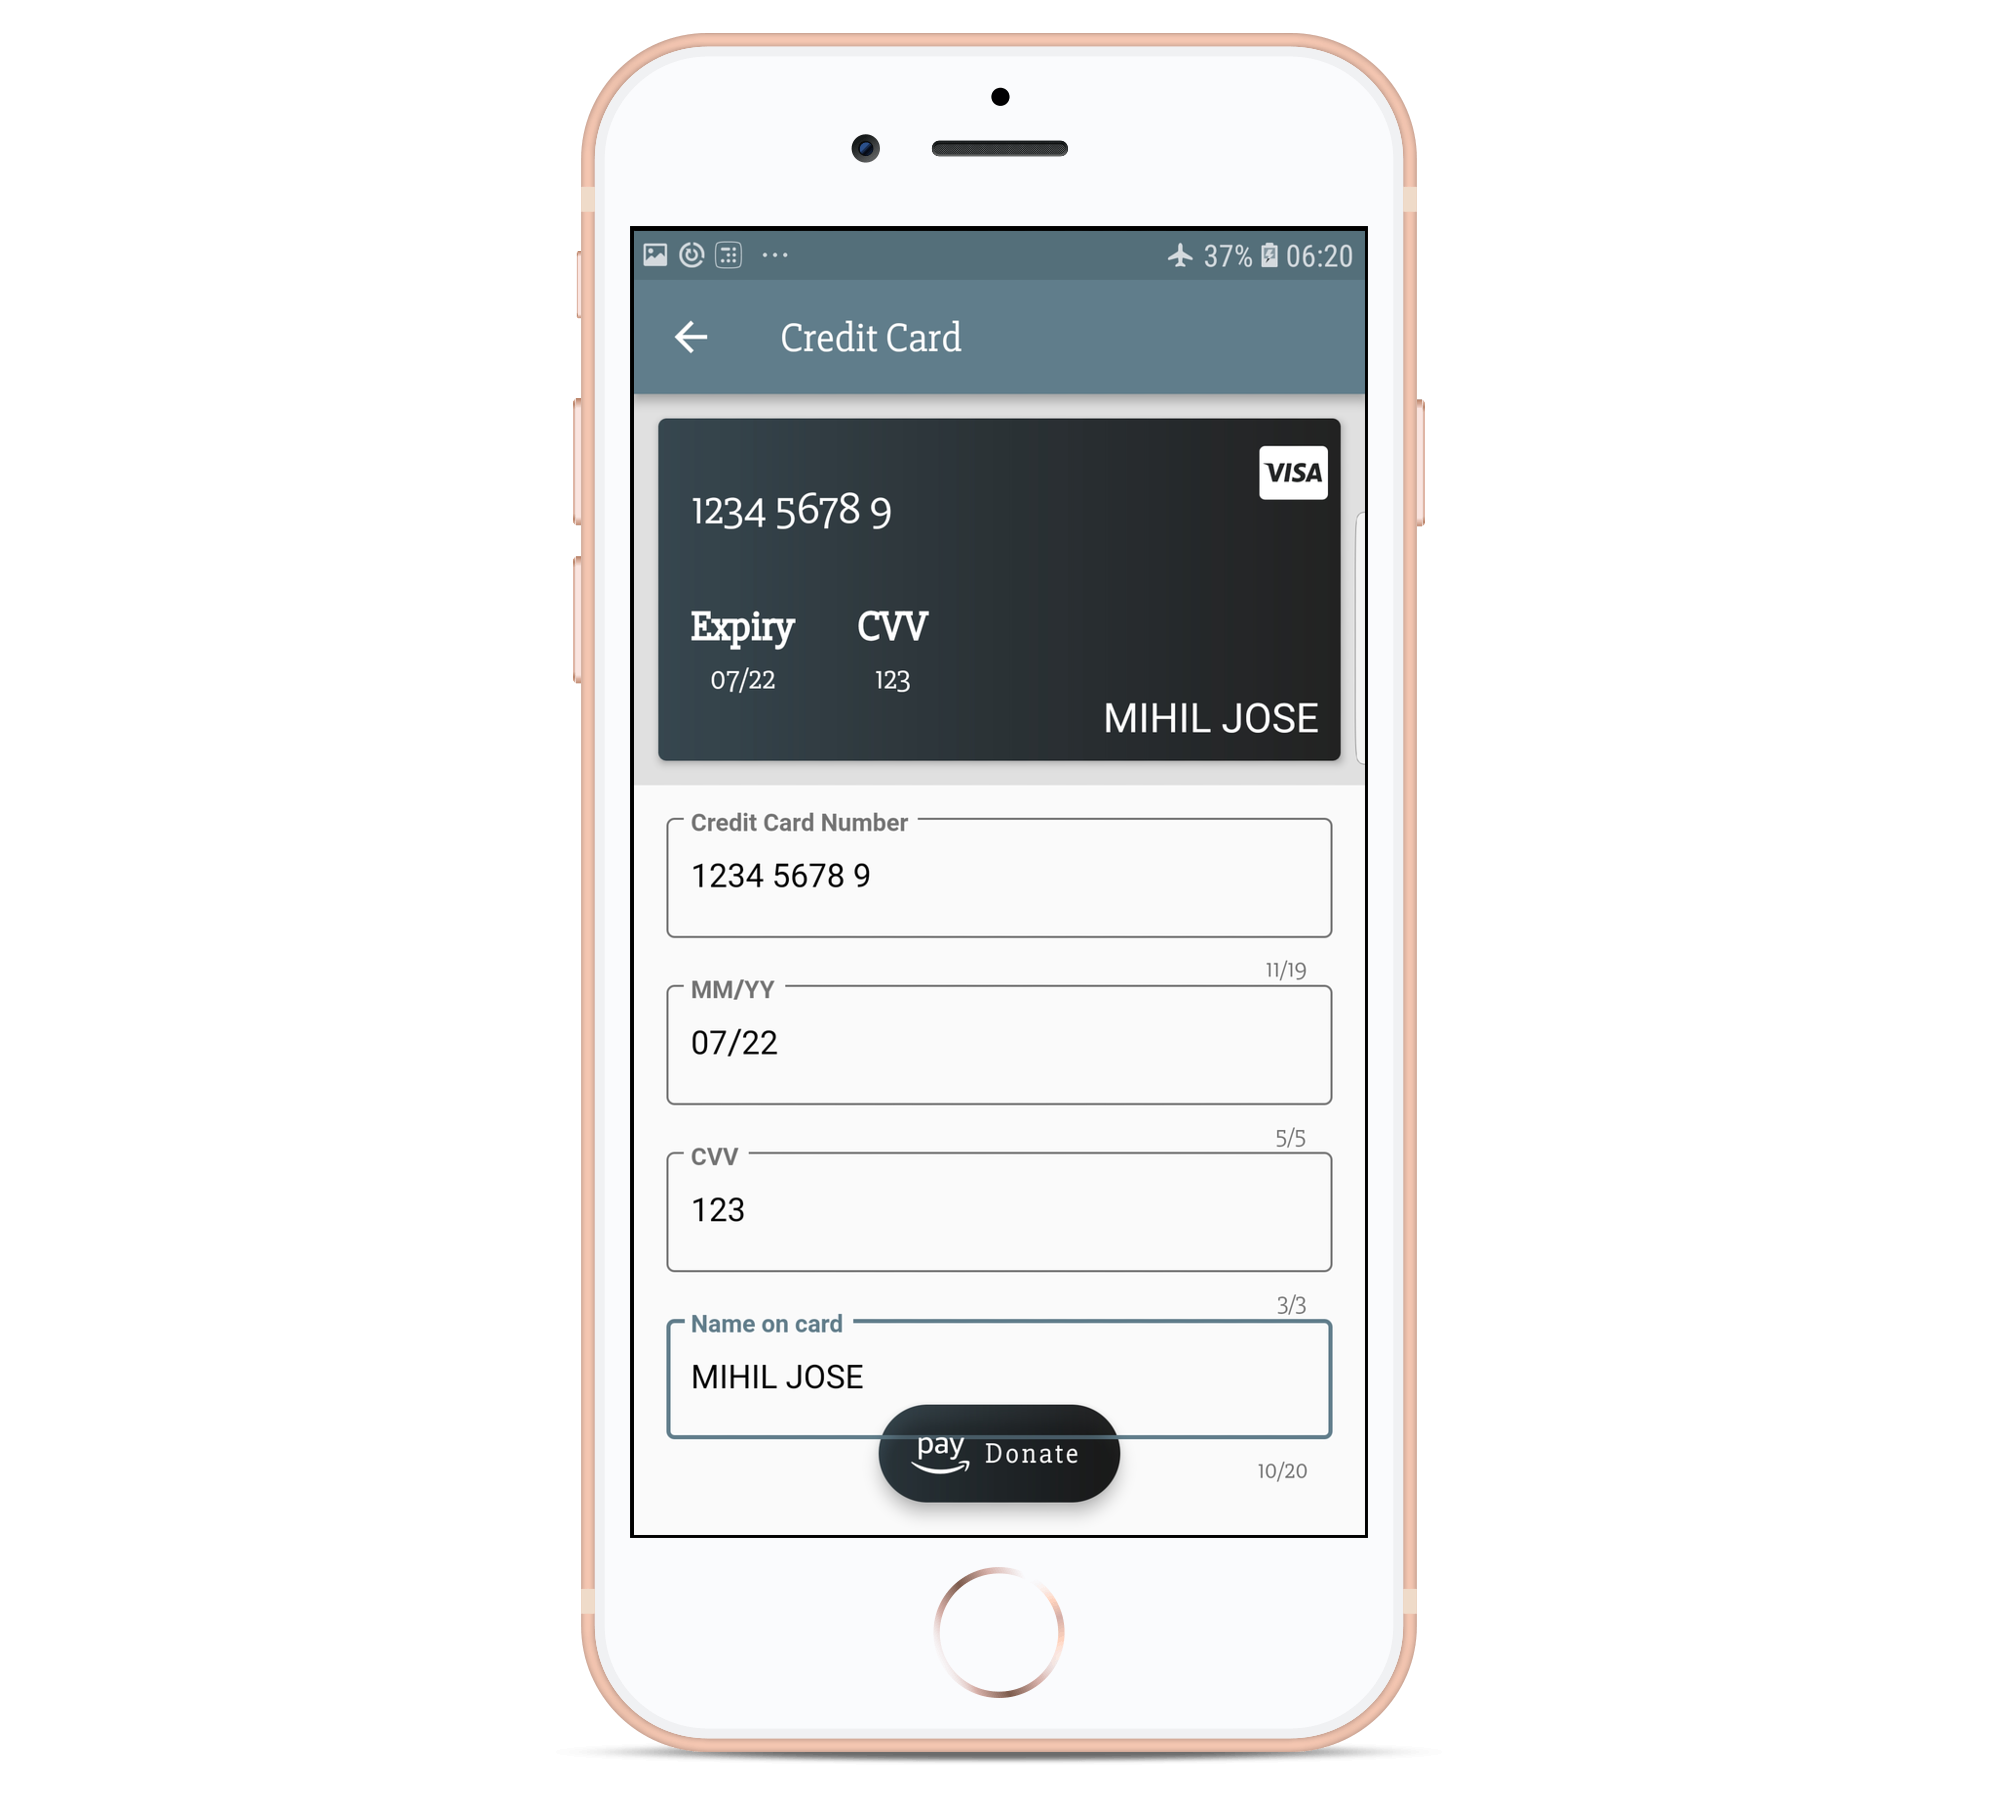 37% 06:20
Credit Card
VISA
1234 5678 9
Expiry CVV
07/22 123
MIHIL JOSE
Credit Card Number
1234 5678 9
11/19
MM/YY
07/22
5/5
CVV
123
3/3
Name on card
MIHIL JOSE
pay Donate
10/20